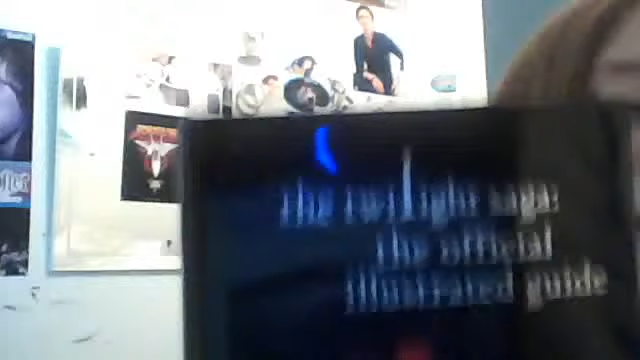 the twilight saga
the official
illustrated guide